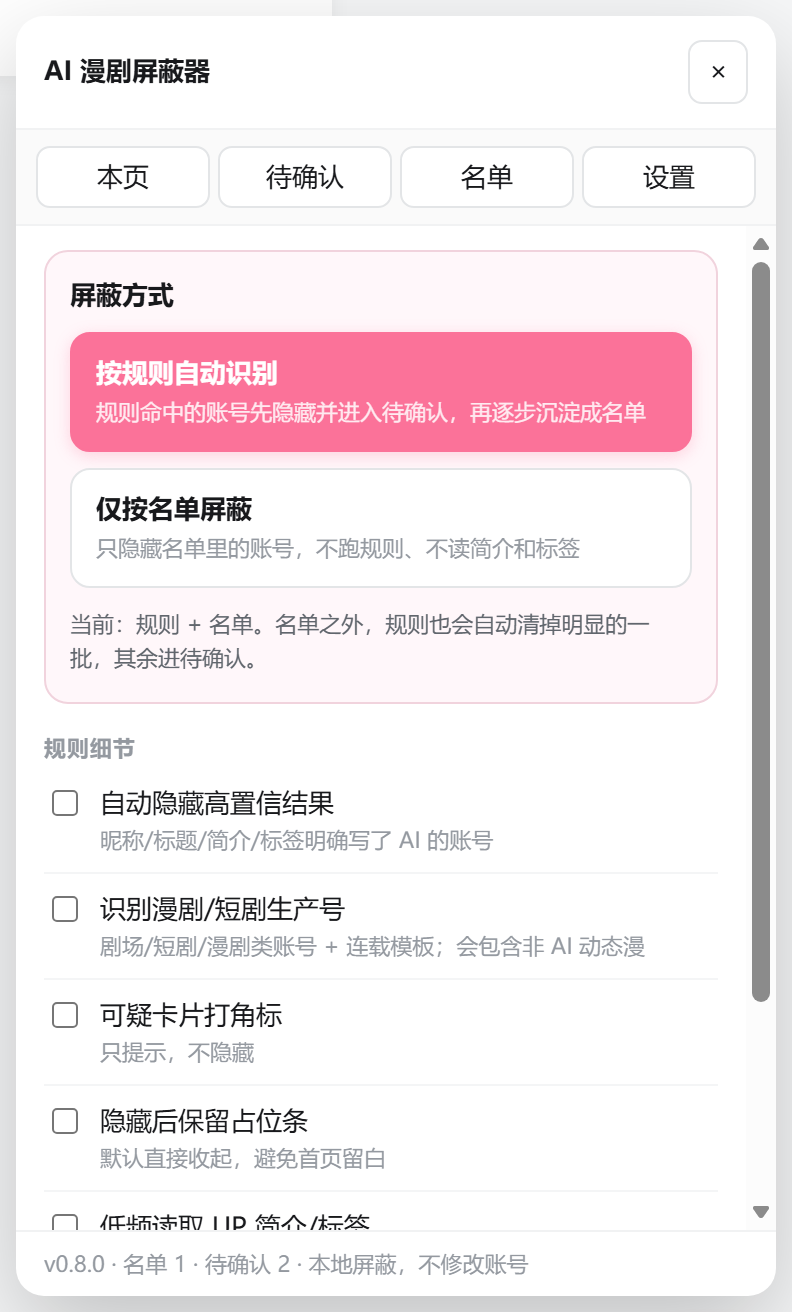 AI 漫剧屏蔽器
×
本页
待确认
名单
设置
屏蔽方式
按规则自动识别
规则命中的账号先隐藏并进入待确认，再逐步沉淀成名单
仅按名单屏蔽
只隐藏名单里的账号，不跑规则、不读简介和标签
当前：规则 + 名单。名单之外，规则也会自动清掉明显的一
批，其余进待确认。
规则细节
自动隐藏高置信结果
昵称/标题/简介/标签明确写了 AI 的账号
识别漫剧/短剧生产号
剧场/短剧/漫剧类账号 + 连载模板；会包含非 AI 动态漫
可疑卡片打角标
只提示，不隐藏
隐藏后保留占位条
默认直接收起，避免首页留白
低频读取 UP 简介/标签
v0.8.0 · 名单 1 · 待确认 2 · 本地屏蔽，不修改账号